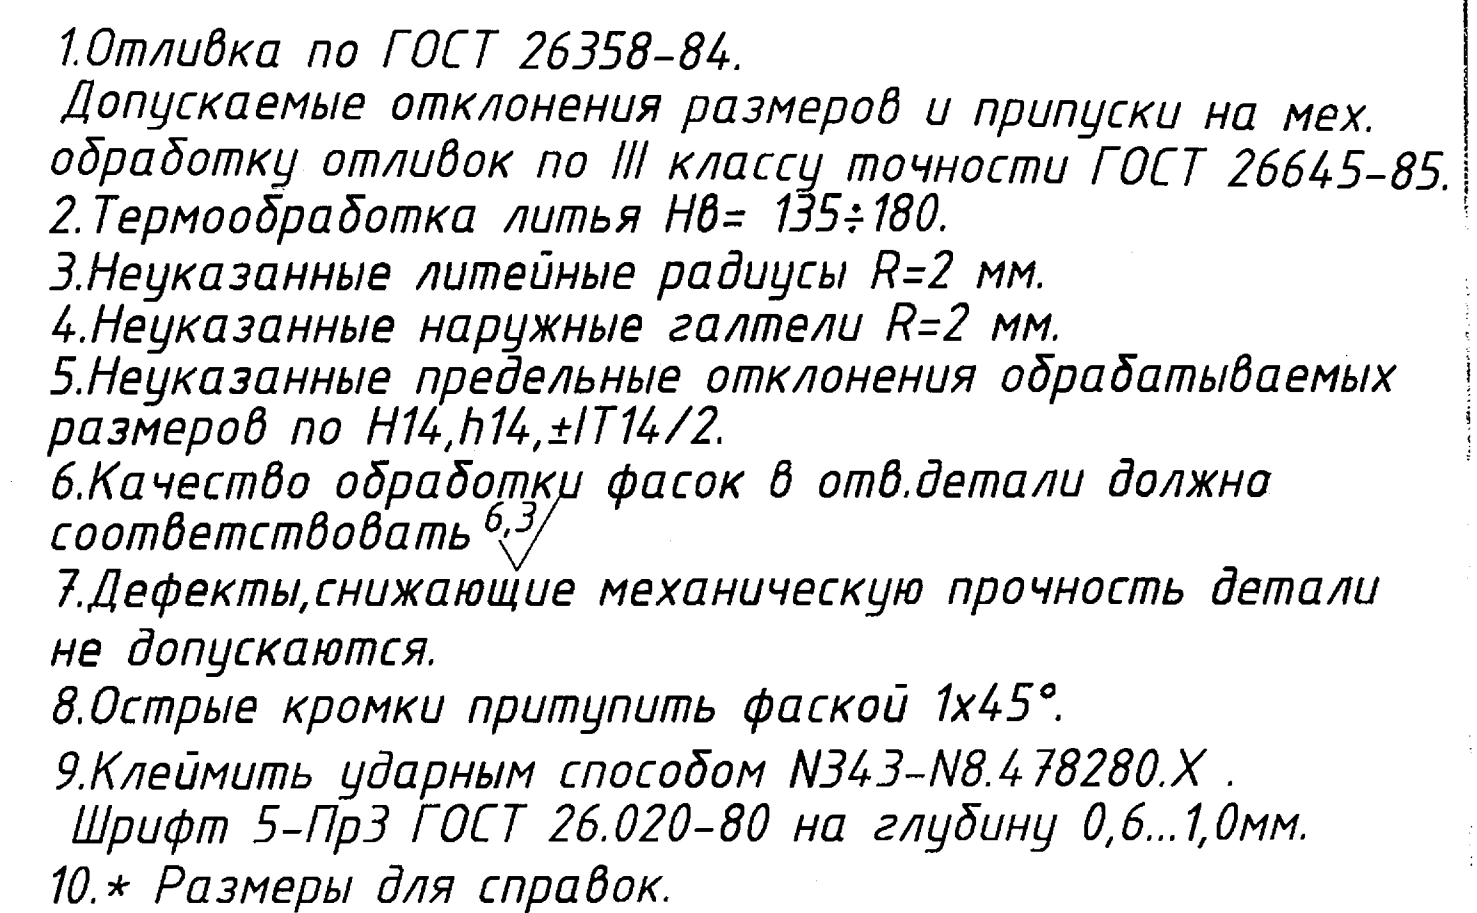 1.Отливка по ГОСТ 26358-84.
Допускаемые отклонения размеров и припуски на мех.
обработку отливок по III классу точности ГОСТ 26645-85.
2.Термообработка литья Нв= 135÷180.
3.Неуказанные литейные радиусы R=2 мм.
4.Неуказанные наружные галтели R=2 мм.
5.Неуказанные предельные отклонения обрабатываемых
размеров по H14,h14,±IT14/2.
6.Качество обработки фасок в отв.детали должна
соответствовать 6,3
7.Дефекты,снижающие механическую прочность детали
не допускаются.
8.Острые кромки притупить фаской 1х45°.
9.Клеймить ударным способом N343-N8.478280.X .
Шрифт 5-Пр3 ГОСТ 26.020-80 на глубину 0,6...1,0мм.
10.* Размеры для справок.